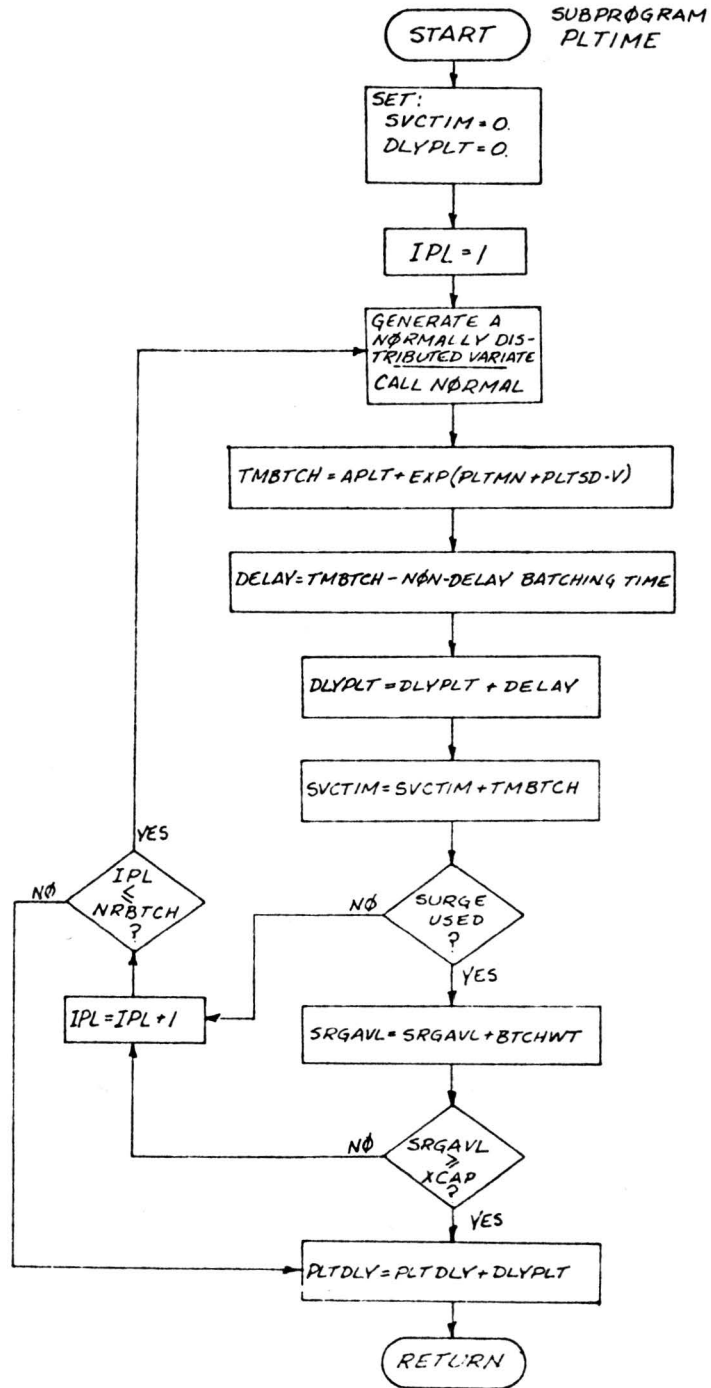 SUBPRØGRAM
PLTIME
START
SET:
SVCTIM=0.
DLYPLT=0.
IPL=1
GENERATE A
NØRMALLY DIS-
TRIBUTED VARIATE
CALL NØRMAL
TMBTCH=APLT+EXP(PLTMN+PLTSD·V)
DELAY=TMBTCH-NØN-DELAY BATCHING TIME
DLYPLT=DLYPLT+DELAY
SVCTIM=SVCTIM+TMBTCH
YES
IPL
≤
NRBTCH
?
NØ
SURGE
USED
?
NØ
YES
IPL=IPL+1
SRGAVL=SRGAVL+BTCHWT
SRGAVL
≥
XCAP
?
NØ
YES
PLTDLY=PLTDLY+DLYPLT
RETURN